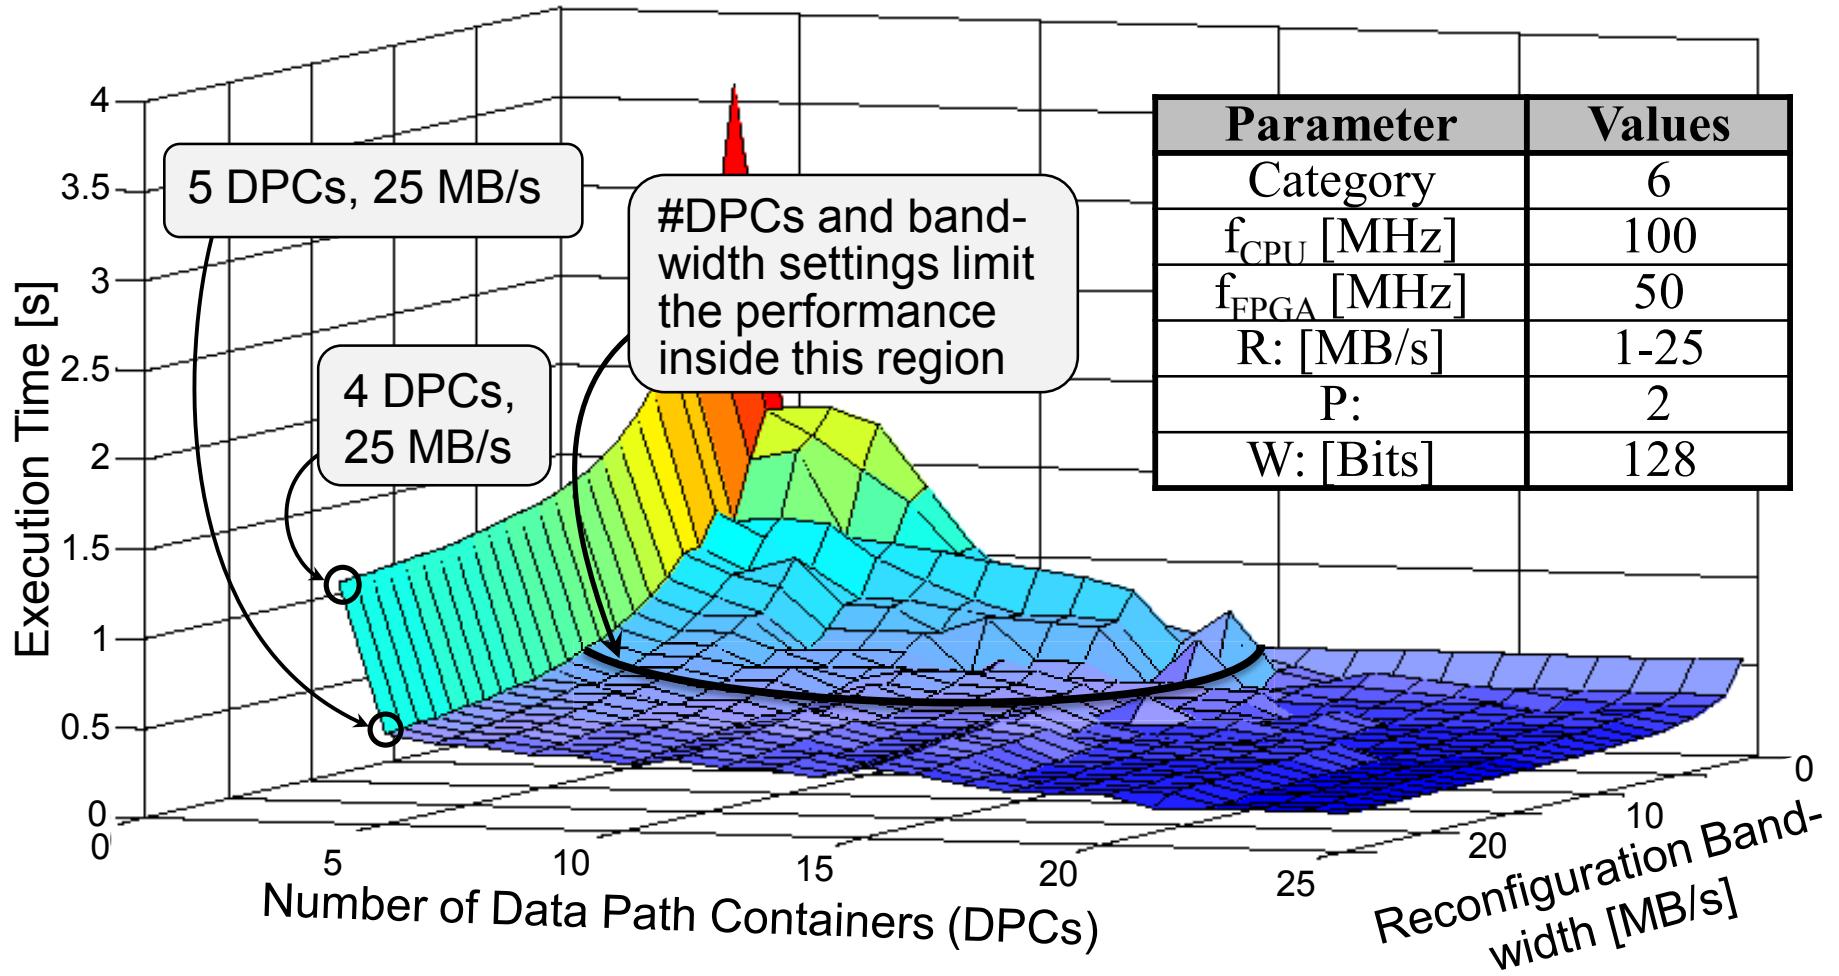 4
3.5
3
2.5
2
1.5
1
0.5
0
Execution Time [s]
5 DPCs, 25 MB/s
4 DPCs,
25 MB/s
#DPCs and band-
width settings limit
the performance
inside this region
Parameter Values
Category 6
fCPU [MHz] 100
fFPGA [MHz] 50
R: [MB/s] 1-25
P: 2
W: [Bits] 128
0
5
10
15
20
25
Number of Data Path Containers (DPCs)
0
10
20
Reconfiguration Band-
width [MB/s]